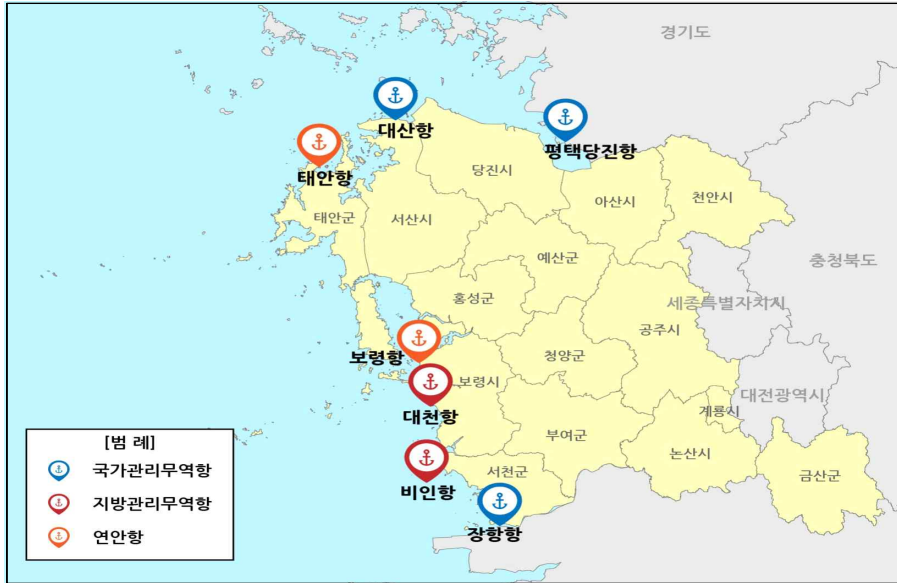 경기도
대산항
평택당진항
태안항
당진시
아산시
천안시
태안군
서산시
예산군
충청북도
홍성군
세종특별자치시
공주시
보령항
청양군
보령시
대전광역시
대천항
계룡시
부여군
논산시
서천군
금산군
비인항
장항항
[범 례]
국가관리무역항
지방관리무역항
연안항